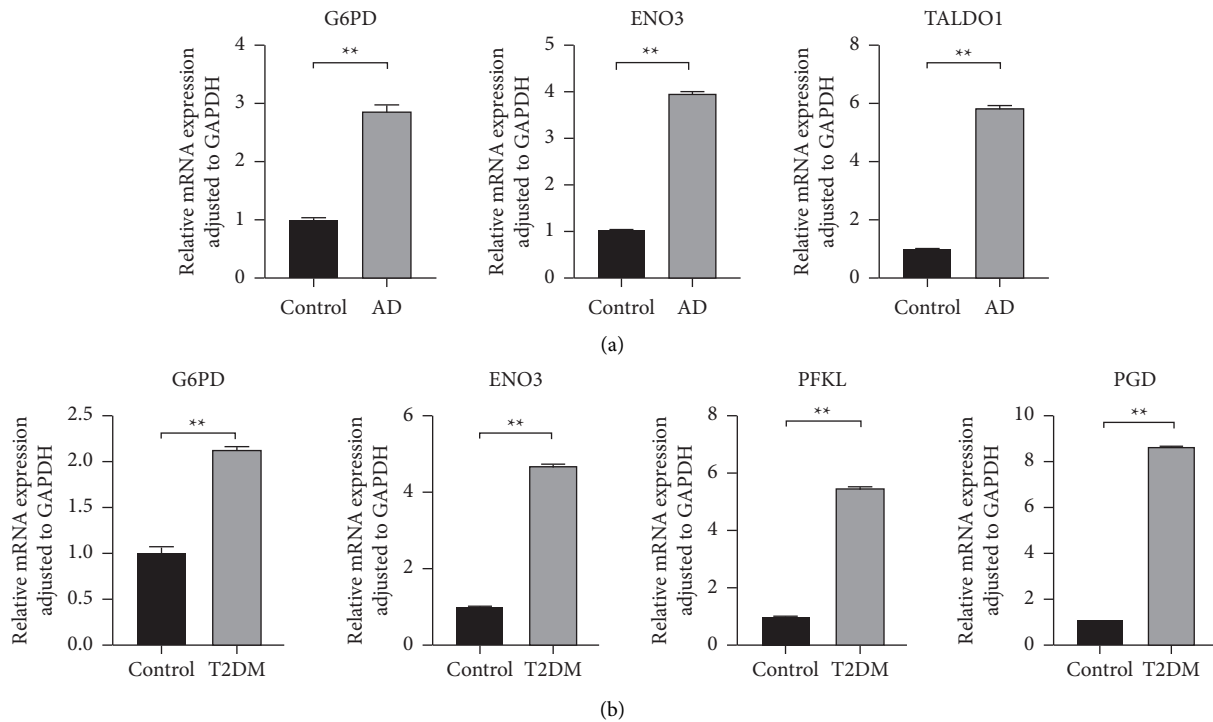 G6PD
Relative mRNA expression
adjusted to GAPDH
4
3
2
1
0
**
Control AD
ENO3
Relative mRNA expression
adjusted to GAPDH
5
4
3
2
1
0
**
Control AD
TALDO1
Relative mRNA expression
adjusted to GAPDH
8
6
4
2
0
**
Control AD
(a)
G6PD
Relative mRNA expression
adjusted to GAPDH
2.5
2.0
1.5
1.0
0.5
0.0
**
Control T2DM
ENO3
Relative mRNA expression
adjusted to GAPDH
6
4
2
0
**
Control T2DM
PFKL
Relative mRNA expression
adjusted to GAPDH
8
6
4
2
0
**
Control T2DM
PGD
Relative mRNA expression
adjusted to GAPDH
10
8
6
4
2
0
**
Control T2DM
(b)